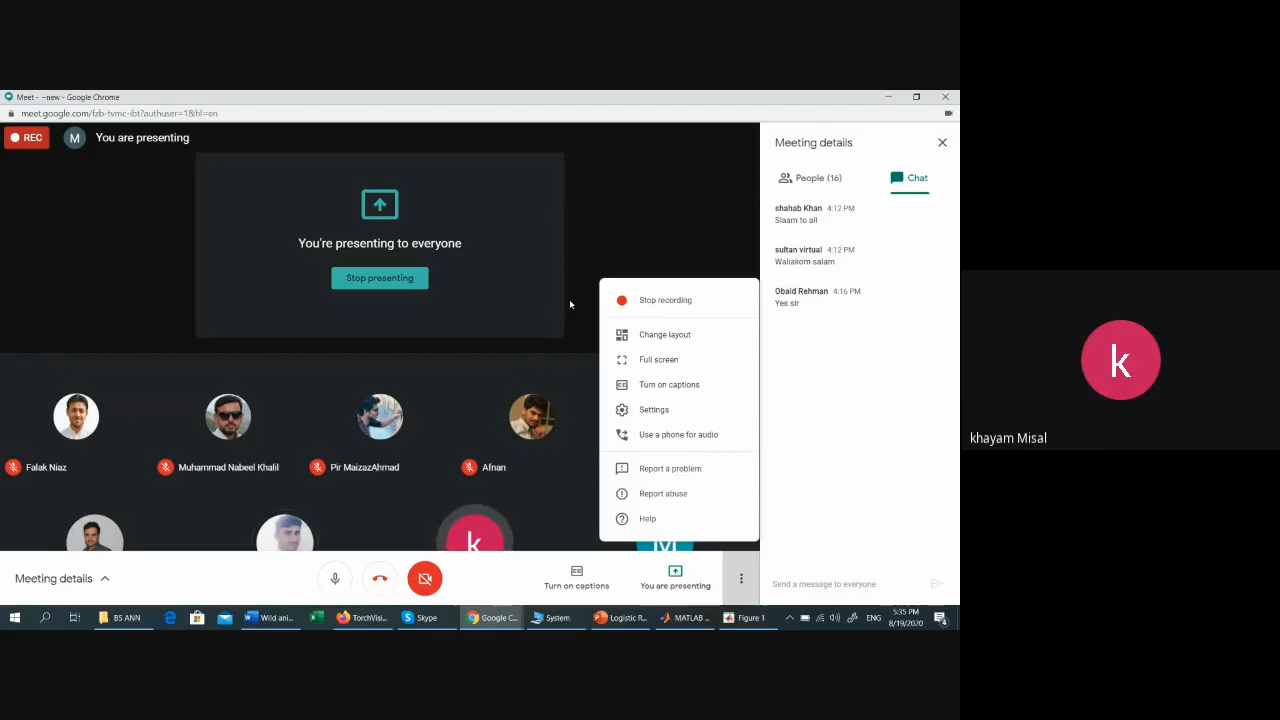 Meet - ~new - Google Chrome
meet.google.com/fzb-tvmc-ibt?authuser=1&hl=en
REC
M
You are presenting
You're presenting to everyone
Stop presenting
Stop recording
Change layout
Full screen
Turn on captions
Settings
Use a phone for audio
Report a problem
Report abuse
Help
Falak Niaz
Muhammad Nabeel Khalil
Pir MaizazAhmad
Afnan
k
M
Meeting details
Turn on captions
You are presenting
Meeting details
People (16)
Chat
shahab Khan 4:12 PM
Slaam to all
sultan virtual 4:12 PM
Waliakom salam
Obaid Rehman 4:16 PM
Yes sir
Send a message to everyone
BS ANN
Wild ani...
TorchVisi...
Skype
Google C...
System
Logistic R...
MATLAB ...
Figure 1
ENG
5:35 PM
8/19/2020
4
k
khayam Misal